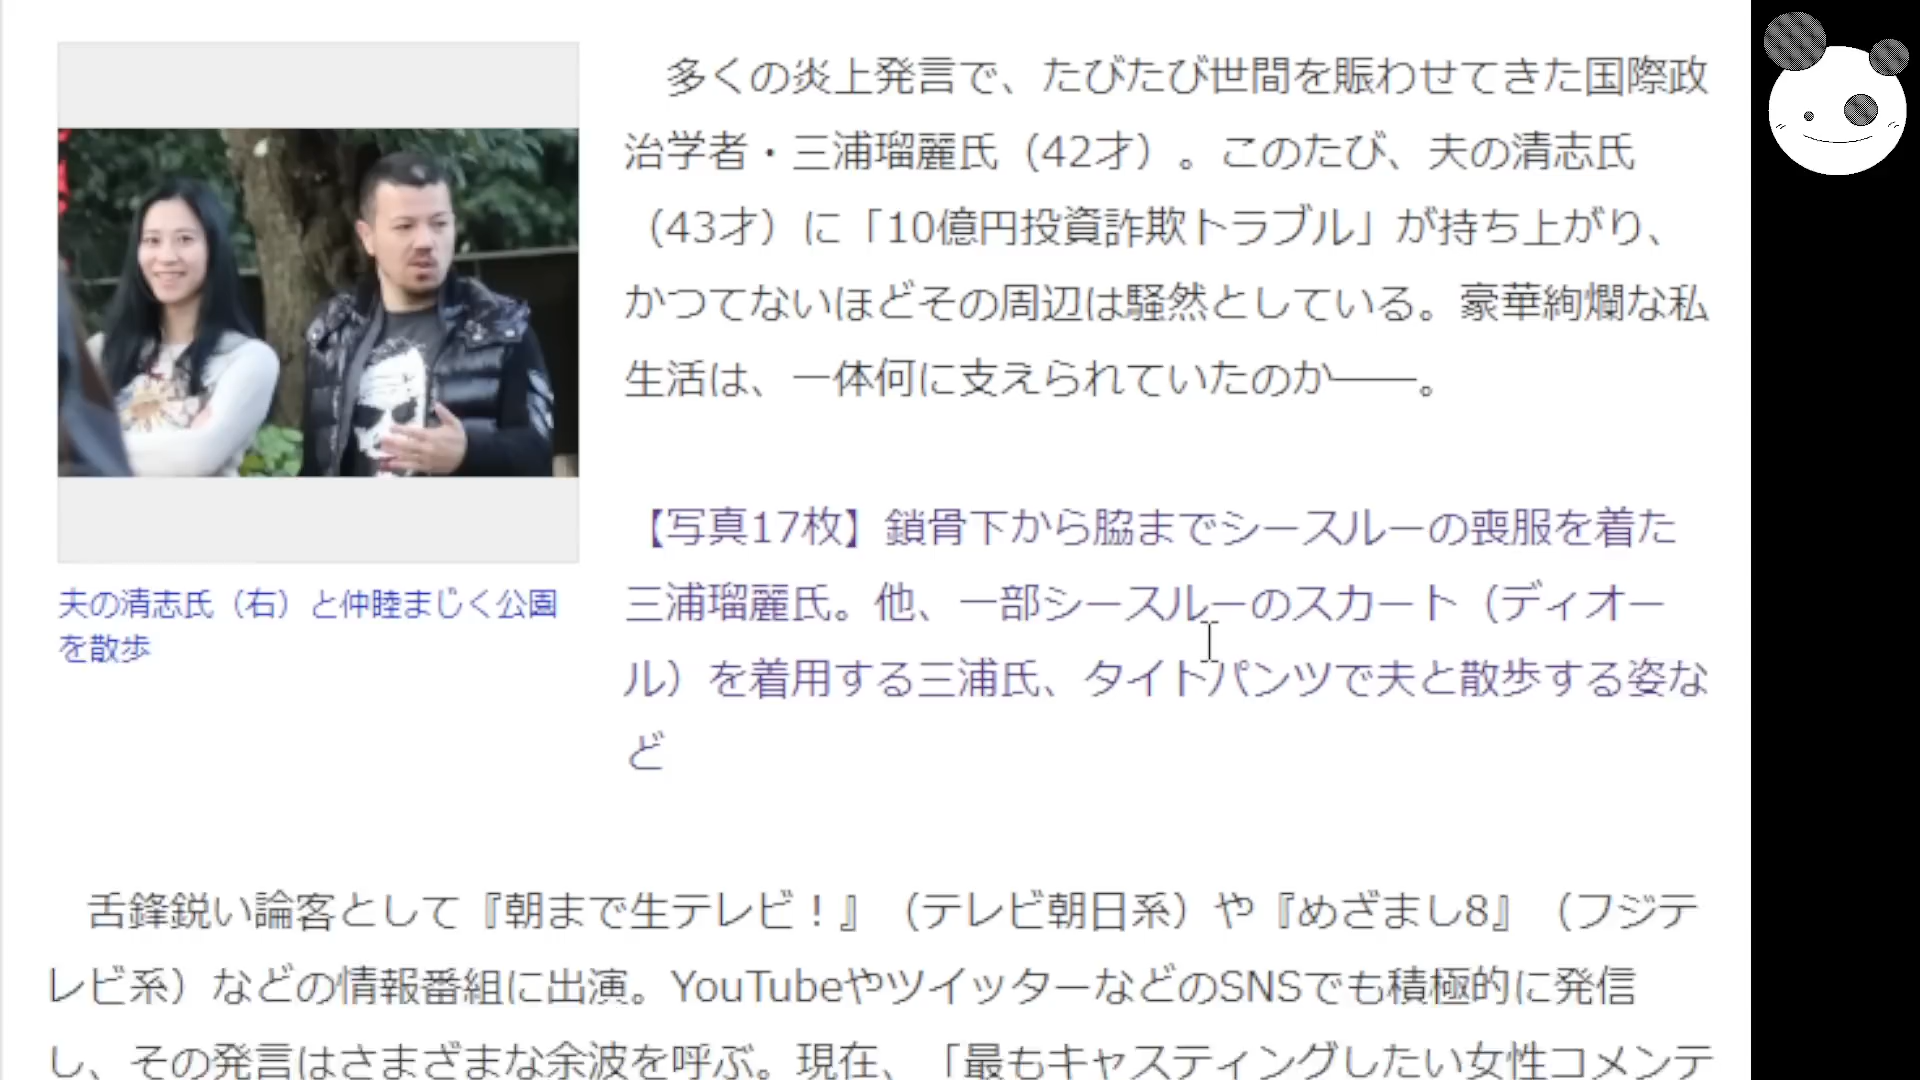 多くの炎上発言で、たびたび世間を賑わせてきた国際政
治学者・三浦瑠麗氏（42才）。このたび、夫の清志氏
（43才）に「10億円投資詐欺トラブル」が持ち上がり、
かつてないほどその周辺は騒然としている。豪華絢爛な私
生活は、一体何に支えられていたのか――。
【写真17枚】鎖骨下から脇までシースルーの喪服を着た
三浦瑠麗氏。他、一部シースルーのスカート（ディオー
ル）を着用する三浦氏、タイトパンツで夫と散歩する姿な
ど
夫の清志氏（右）と仲睦まじく公園
を散歩
舌鋒鋭い論客として『朝まで生テレビ！』（テレビ朝日系）や『めざまし8』（フジテ
レビ系）などの情報番組に出演。YouTubeやツイッターなどのSNSでも積極的に発信
し、その発言はさまざまな余波を呼ぶ。現在、「最もキャスティングしたい女性コメンテ